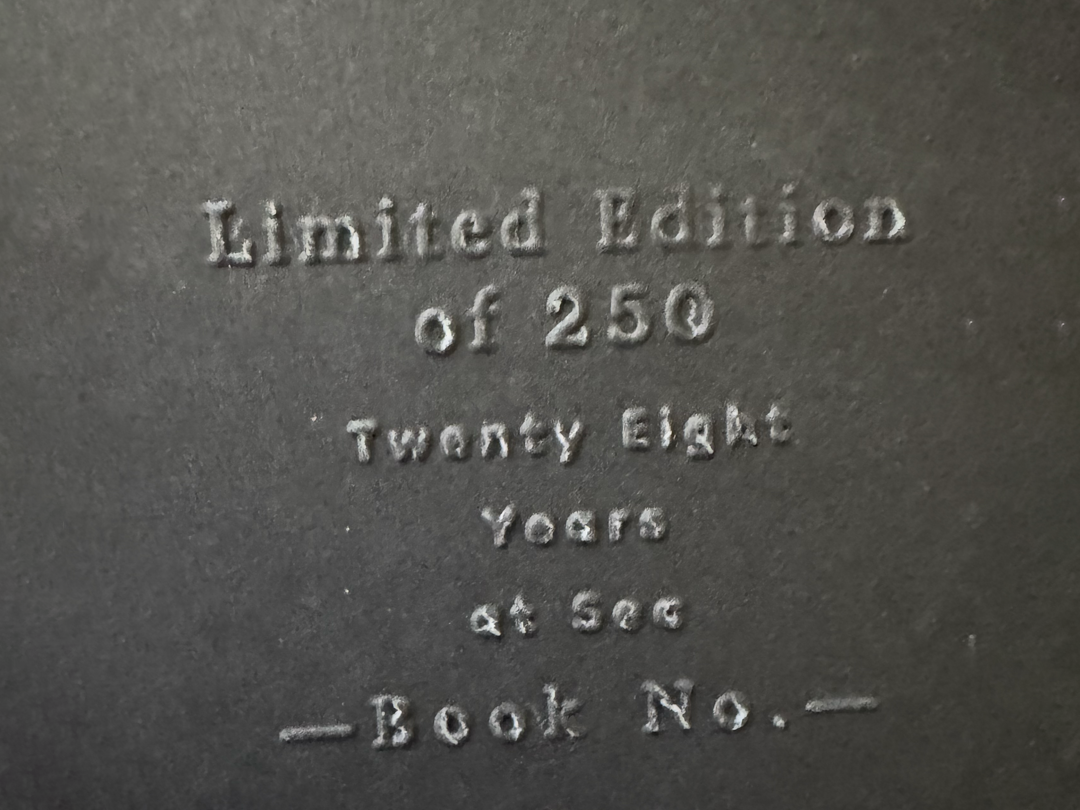 Limited Edition
of 250
Twenty Eight
Years
at Sea
—Book No.—